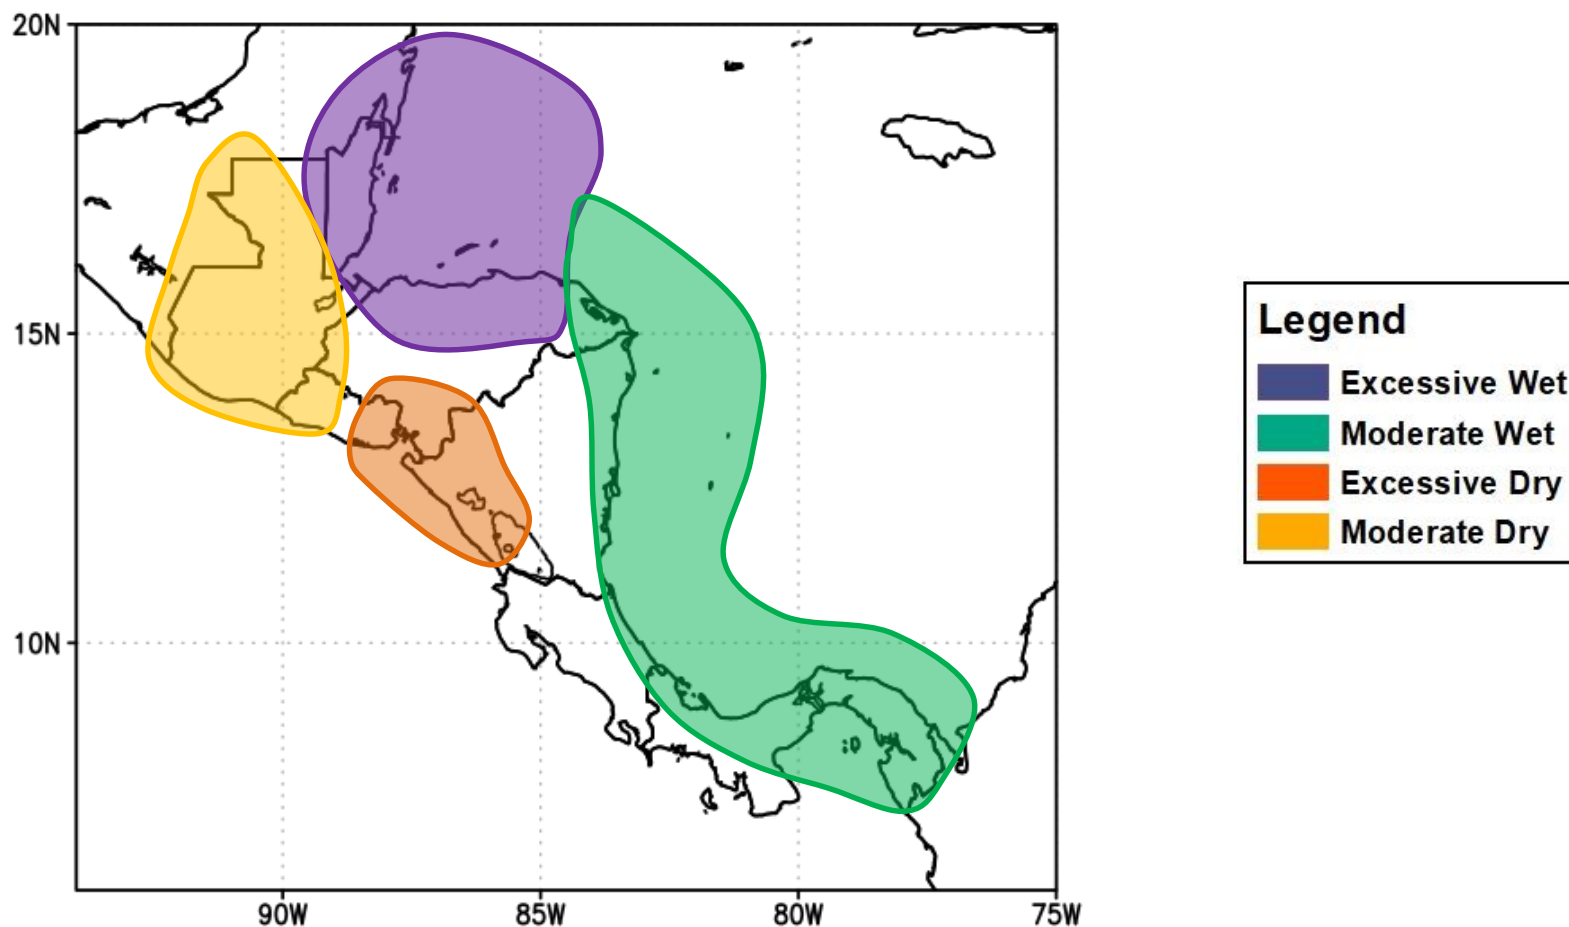 20N
15N
10N
90W
85W
80W
75W
Legend
Excessive Wet
Moderate Wet
Excessive Dry
Moderate Dry